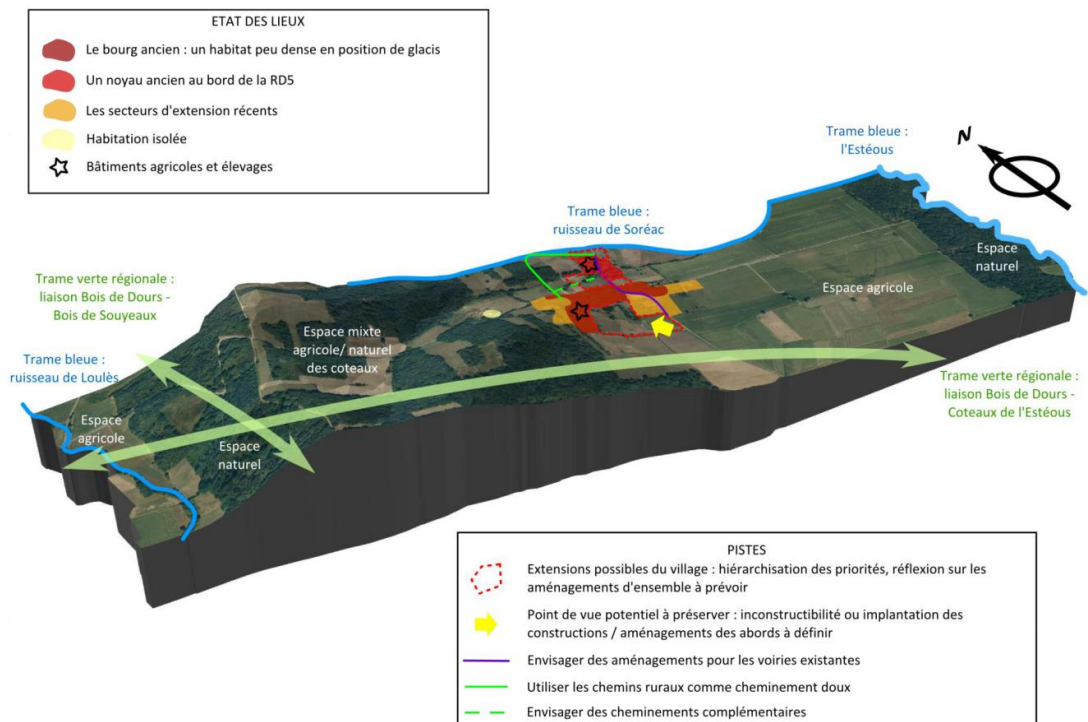 ETAT DES LIEUX
Le bourg ancien : un habitat peu dense en position de glacis
Un noyau ancien au bord de la RD5
Les secteurs d'extension récents
Habitation isolée
Bâtiments agricoles et élevages
Trame bleue :
l'Estéous
N
Trame bleue :
ruisseau de Soréac
Espace
naturel
Trame verte régionale :
liaison Bois de Dours -
Bois de Souyeaux
Espace agricole
Espace mixte
agricole/ naturel
des coteaux
Trame bleue :
ruisseau de Loulès
Trame verte régionale :
liaison Bois de Dours -
Coteaux de l'Estéous
Espace
agricole
Espace
naturel
PISTES
Extensions possibles du village : hiérarchisation des priorités, réflexion sur les
aménagements d'ensemble à prévoir
Point de vue potentiel à préserver : inconstructibilité ou implantation des
constructions / aménagements des abords à définir
Envisager des aménagements pour les voiries existantes
Utiliser les chemins ruraux comme cheminement doux
Envisager des cheminements complémentaires